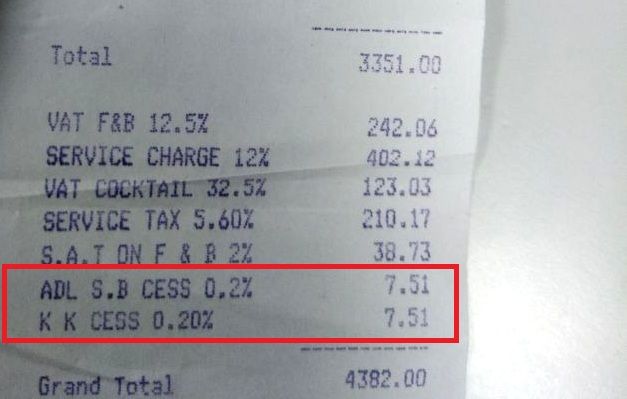 Total 3351.00
VAT F&B 12.5% 242.06
SERVICE CHARGE 12% 402.12
VAT COCKTAIL 32.5% 123.03
SERVICE TAX 5.60% 210.17
S.A.T ON F & B 2% 38.73
ADL S.B CESS 0.2% 7.51
K K CESS 0.20% 7.51
Grand Total 4382.00